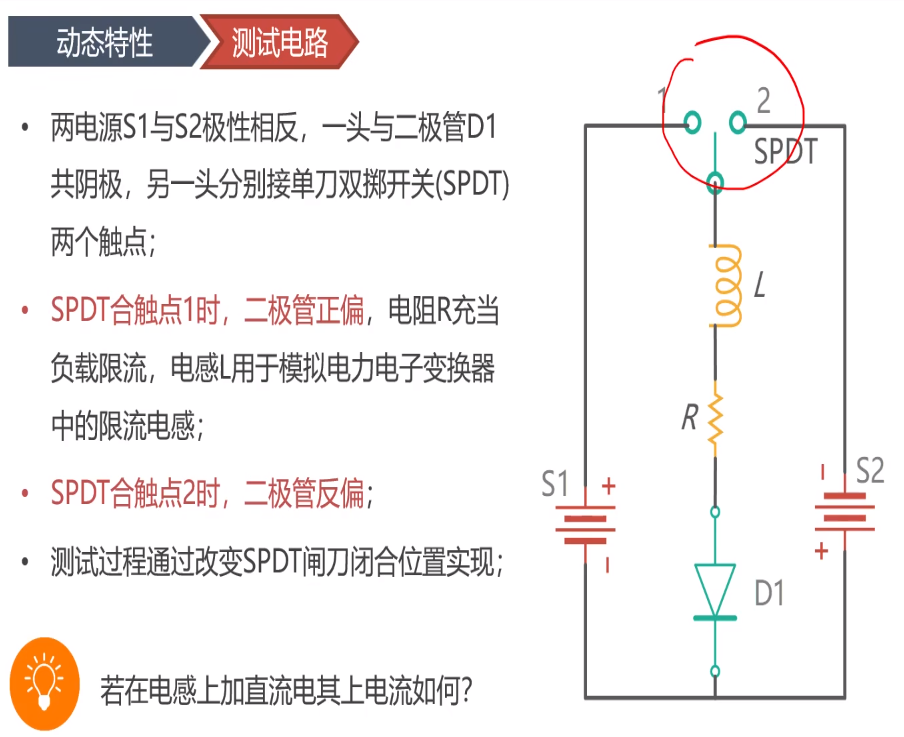 动态特性 测试电路
• 两电源S1与S2极性相反，一头与二极管D1
共阴极，另一头分别接单刀双掷开关(SPDT)
两个触点；
• SPDT合触点1时，二极管正偏，电阻R充当
负载限流，电感L用于模拟电力电子变换器
中的限流电感；
• SPDT合触点2时，二极管反偏；
• 测试过程通过改变SPDT闸刀闭合位置实现；
若在电感上加直流电其上电流如何？
1 2
SPDT
L
R
S1 + −
− S2 +
D1